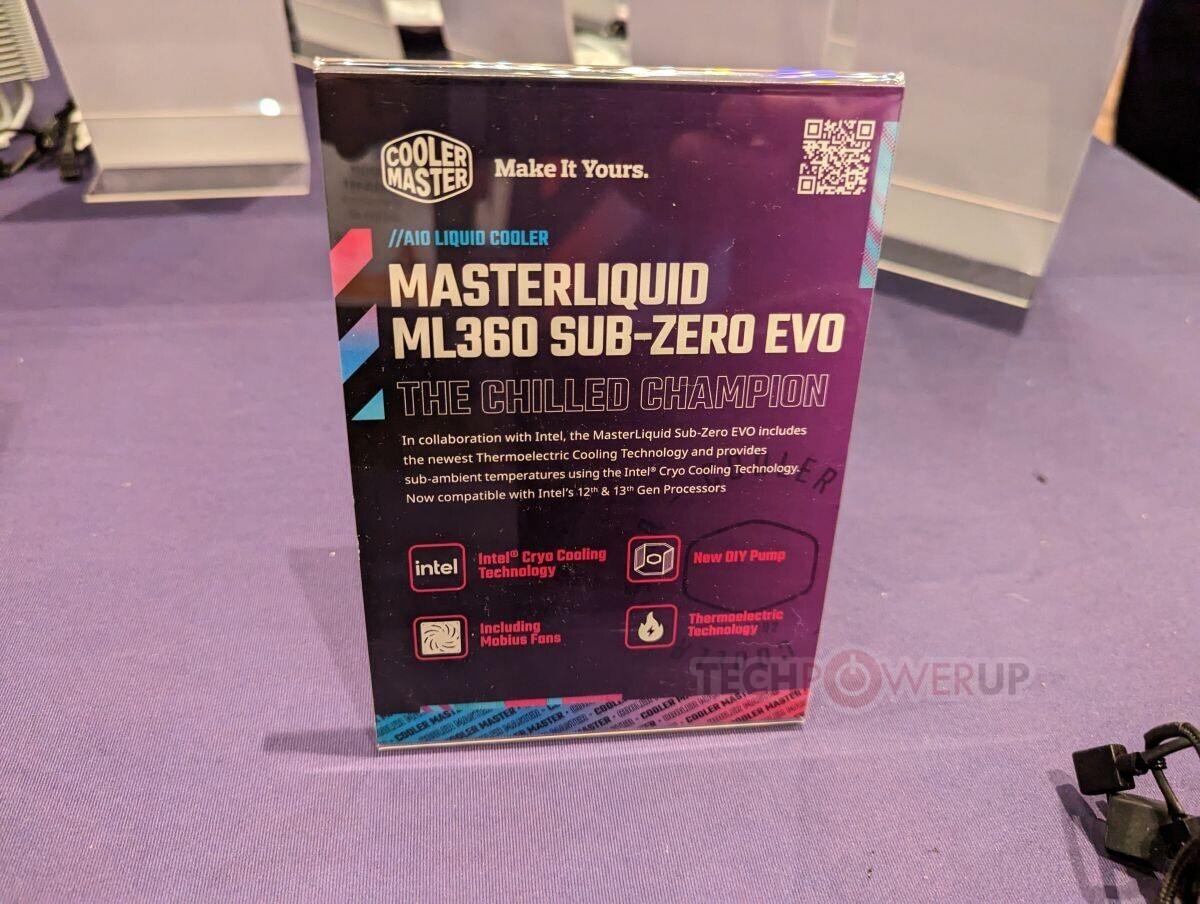 COOLER
MASTER
Make It Yours.
//AIO LIQUID COOLER
MASTERLIQUID
ML360 SUB-ZERO EVO
THE CHILLED CHAMPION
In collaboration with Intel, the MasterLiquid Sub-Zero EVO includes
the newest Thermoelectric Cooling Technology and provides
sub-ambient temperatures using the Intel® Cryo Cooling Technology.
Now compatible with Intel's 12th & 13th Gen Processors
intel
Intel® Cryo Cooling
Technology
New DIY Pump
Including
Mobius Fans
Thermoelectric
Technology
TECHPOWERUP
COOLER MASTER